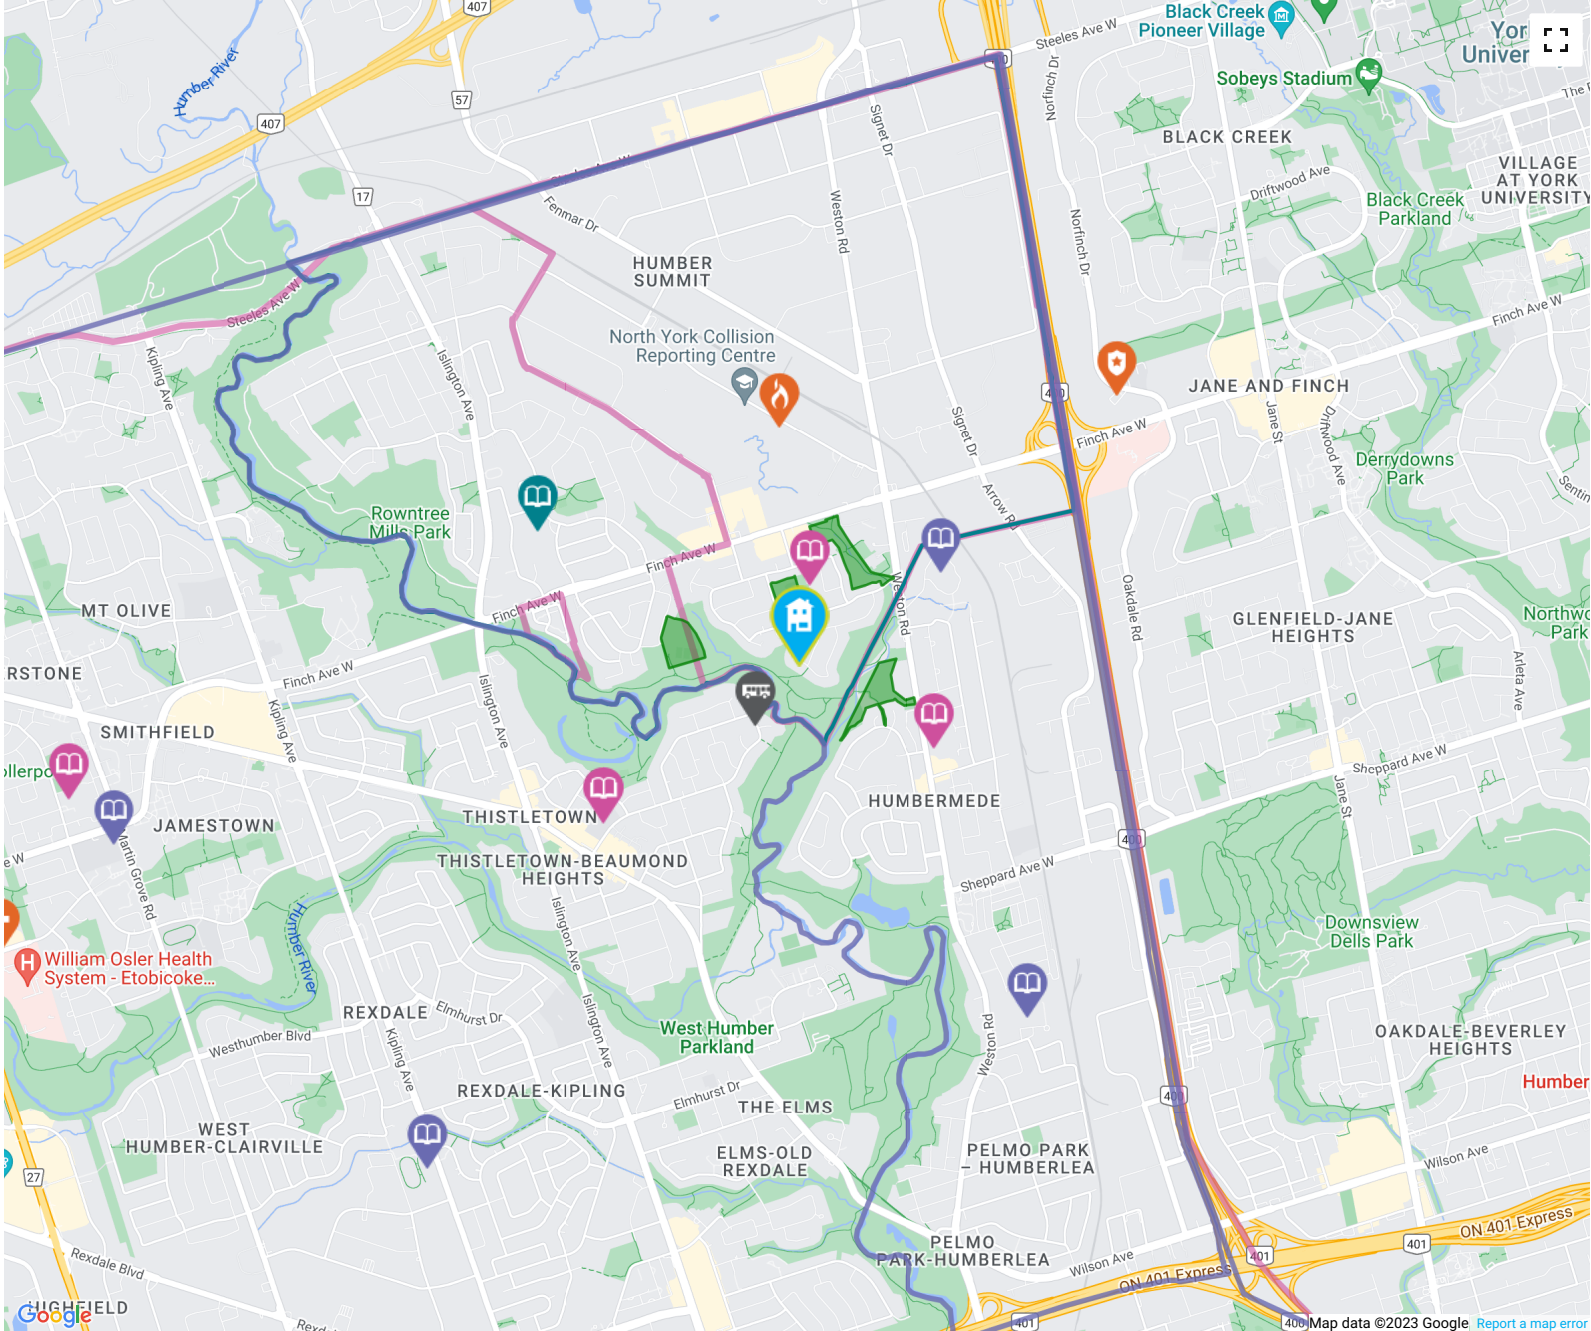 407
Humber River
407
57
17
Steeles Ave W
Black Creek
Pioneer Village
Sobeys Stadium
BLACK CREEK
VILLAGE
AT YORK
UNIVERSITY
Driftwood Ave
Black Creek
Parkland
Norfinch Dr
Norfinch Dr
Signet Dr
Weston Rd
Fenmar Dr
HUMBER
SUMMIT
Steeles Ave W
Kipling Ave
Islington Ave
North York Collision
Reporting Centre
Finch Ave W
JANE AND FINCH
Jane St
Driftwood Ave
Finch Ave W
Signet Dr
Arrow Rd
Derrydowns
Park
Rowntree
Mills Park
Finch Ave W
Finch Ave W
Weston Rd
Oakdale Rd
MT OLIVE
GLENFIELD-JANE
HEIGHTS
Finch Ave W
Islington Ave
Kipling Ave
Arleta Ave
SMITHFIELD
Sheppard Ave W
Jane St
HUMBERMEDE
JAMESTOWN
THISTLETOWN
THISTLETOWN-BEAUMOND
HEIGHTS
400
Sheppard Ave W
Martin Grove Rd
Humber River
Islington Ave
Downsview
Dells Park
H
William Osler Health
System - Etobicoke...
REXDALE
Elmhurst Dr
Westhumber Blvd
Kipling Ave
Islington Ave
West Humber
Parkland
Weston Rd
OAKDALE-BEVERLEY
HEIGHTS
Humber
REXDALE-KIPLING
Elmhurst Dr
THE ELMS
400
WEST
HUMBER-CLAIRVILLE
ELMS-OLD
REXDALE
PELMO PARK
– HUMBERLEA
Wilson Ave
27
Rexdale Blvd
PELMO
PARK-HUMBERLEA
Wilson Ave
401
401
ON 401 Express
ON 401 Express
HIGHFIELD
Google
401
400
Map data ©2023 Google
Report a map error